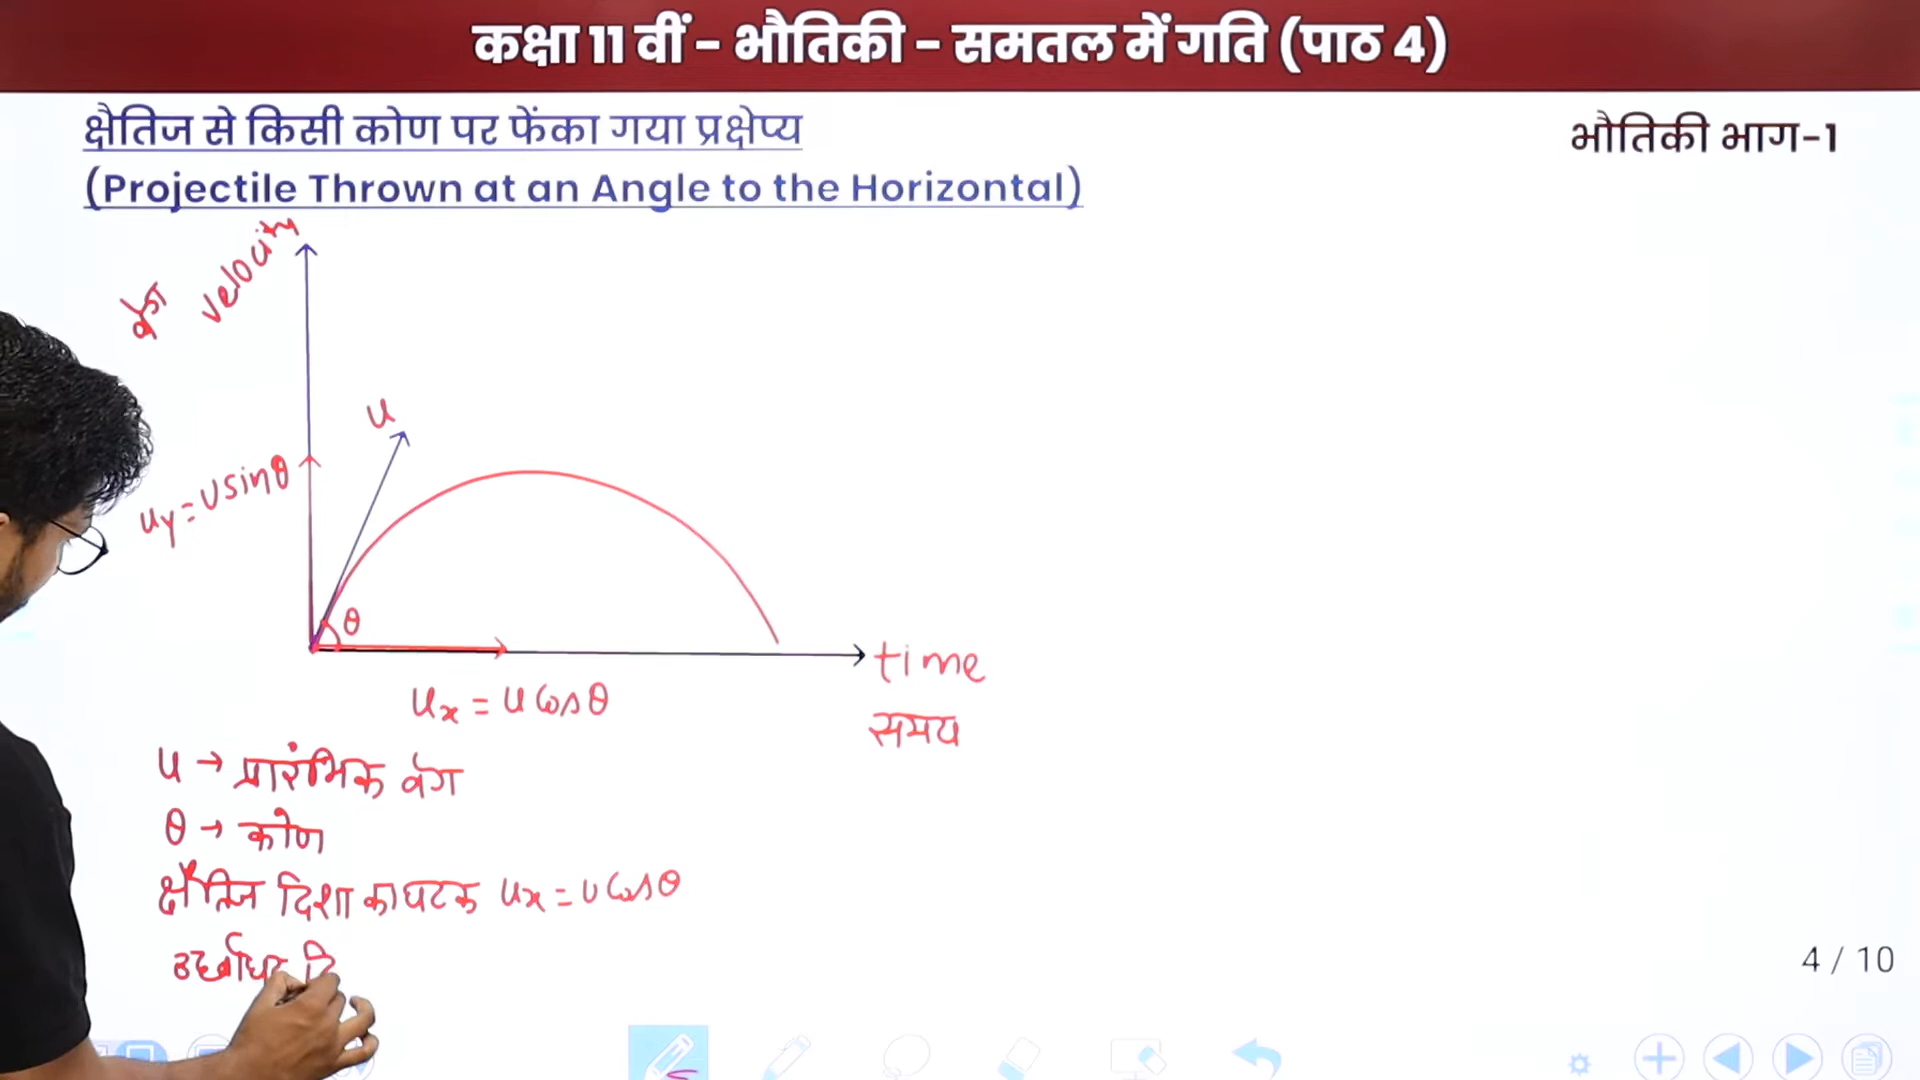 कक्षा 11 वीं - भौतिकी - समतल में गति (पाठ 4)
क्षैतिज से किसी कोण पर फेंका गया प्रक्षेप्य
भौतिकी भाग-1
(Projectile Thrown at an Angle to the Horizontal)
वेग velocity
u
uy = usinθ
θ
time
ux = u cosθ
समय
u → प्रारंभिक वेग
θ → कोण
क्षैतिज दिशा का घटक ux = u cosθ
4 / 10